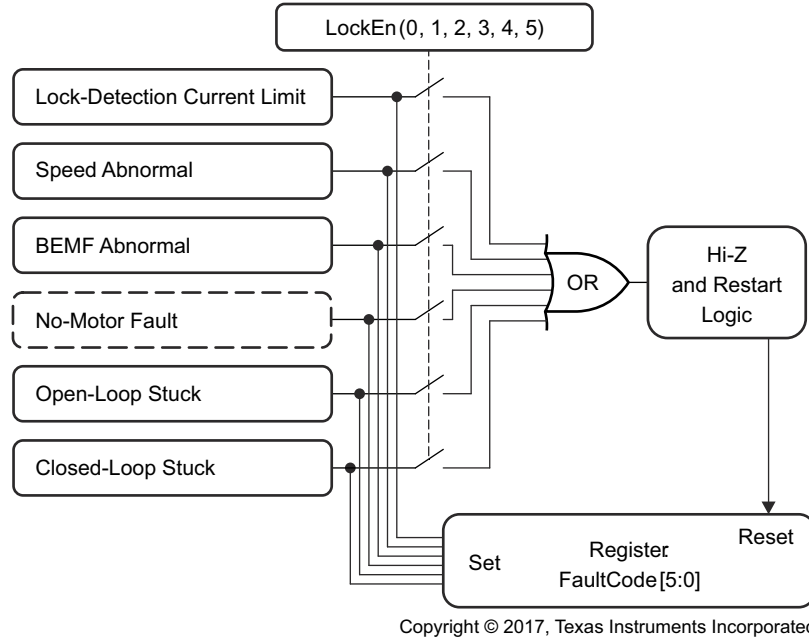 LockEn(0, 1, 2, 3, 4, 5)
Lock-Detection Current Limit
Speed Abnormal
BEMF Abnormal
No-Motor Fault
Open-Loop Stuck
Closed-Loop Stuck
OR
Hi-Z
and Restart
Logic
Reset
Set
Register
FaultCode[5:0]
Copyright © 2017, Texas Instruments Incorporated